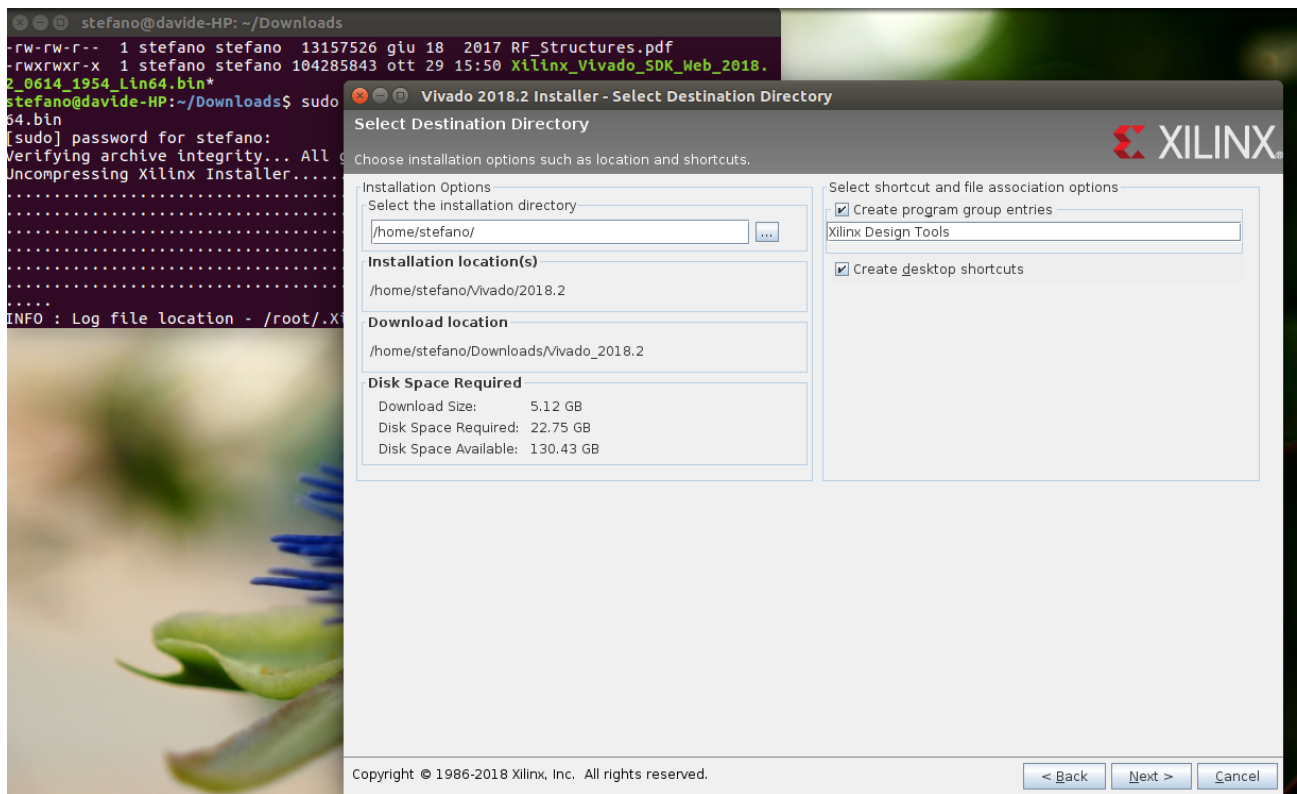 stefano@davide-HP: ~/Downloads
-rw-rw-r-- 1 stefano stefano 13157526 giu 18 2017 RF_Structures.pdf
-rwxrwxr-x 1 stefano stefano 104285843 ott 29 15:50 Xilinx_Vivado_SDK_Web_2018.
2_0614_1954_Lin64.bin*
stefano@davide-HP:~/Downloads$ sudo
64.bin
[sudo] password for stefano:
Verifying archive integrity... All
Uncompressing Xilinx Installer......
.....
INFO : Log file location - /root/.Xi
Vivado 2018.2 Installer - Select Destination Directory
Select Destination Directory
XILINX
Choose installation options such as location and shortcuts.
Installation Options
Select the installation directory
/home/stefano/
...
Installation location(s)
/home/stefano/Vivado/2018.2
Download location
/home/stefano/Downloads/Vivado_2018.2
Disk Space Required
Download Size: 5.12 GB
Disk Space Required: 22.75 GB
Disk Space Available: 130.43 GB
Select shortcut and file association options
Create program group entries
Xilinx Design Tools
Create desktop shortcuts
Copyright © 1986-2018 Xilinx, Inc. All rights reserved.
< Back
Next >
Cancel